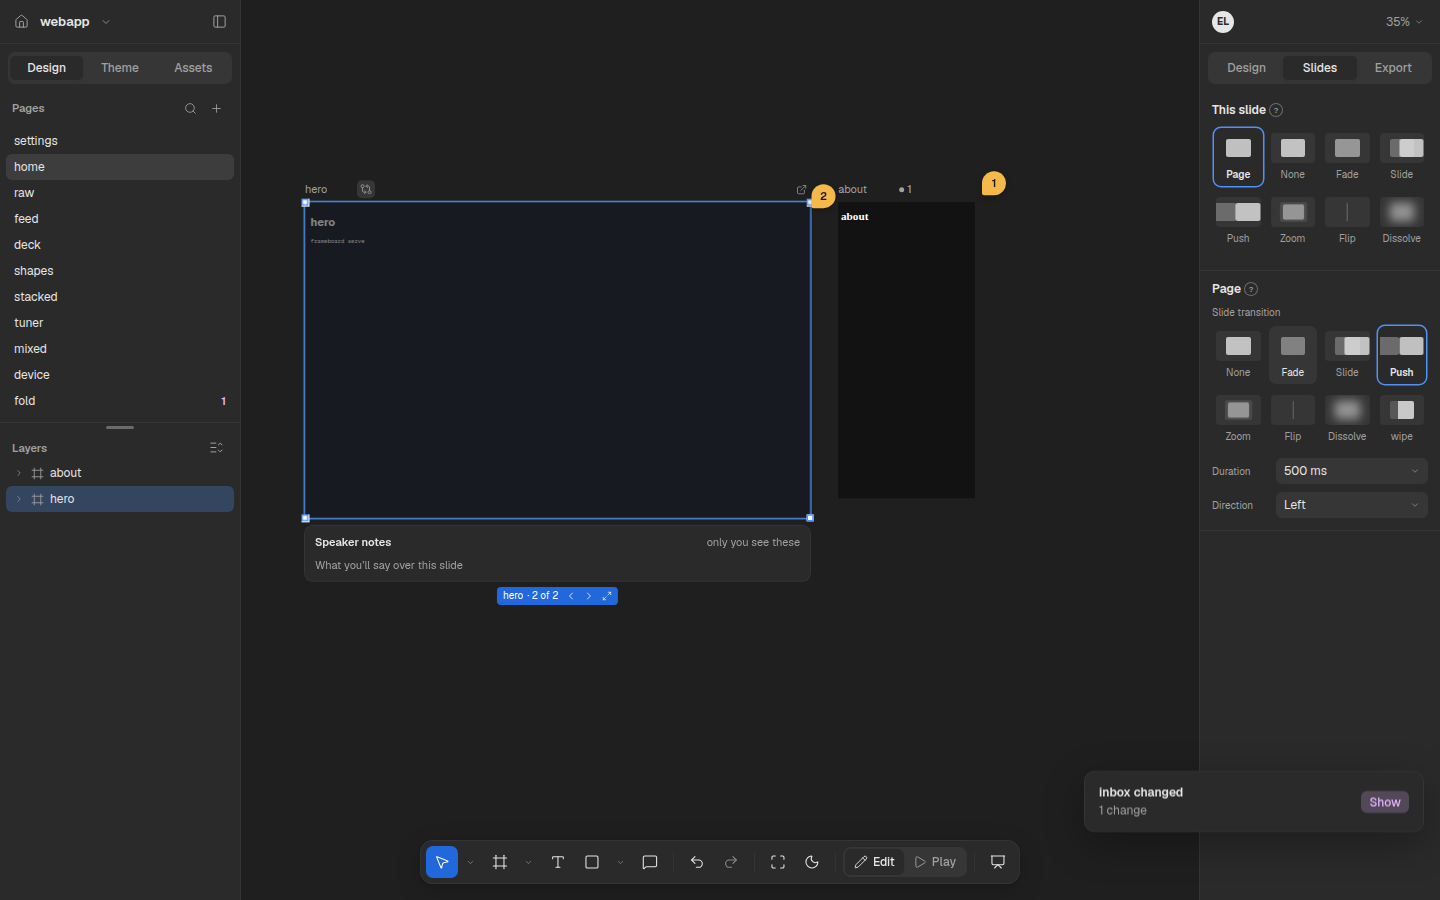 webapp
Design
Theme
Assets
Pages
settings
home
raw
feed
deck
shapes
stacked
tuner
mixed
device
fold
1
Layers
about
hero
hero
2
about
1
1
hero
frameboard serve
about
Speaker notes
only you see these
What you'll say over this slide
hero · 2 of 2
Edit
Play
EL
35%
Design
Slides
Export
This slide
?
Page
None
Fade
Slide
Push
Zoom
Flip
Dissolve
Page
?
Slide transition
None
Fade
Slide
Push
Zoom
Flip
Dissolve
wipe
Duration
500 ms
Direction
Left
inbox changed
1 change
Show